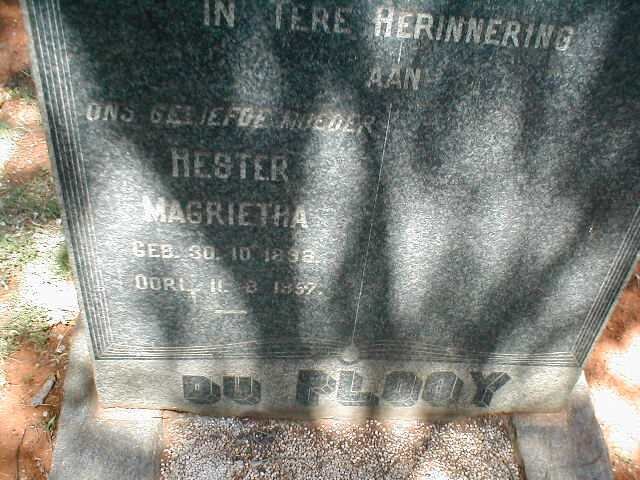 IN TERE HERINNERING
AAN
ONS GELIEFDE MOEDER
HESTER
MAGRIETHA
GEB. 30. 10. 1898.
OORL. 11-8 1957.
DU PLOOY